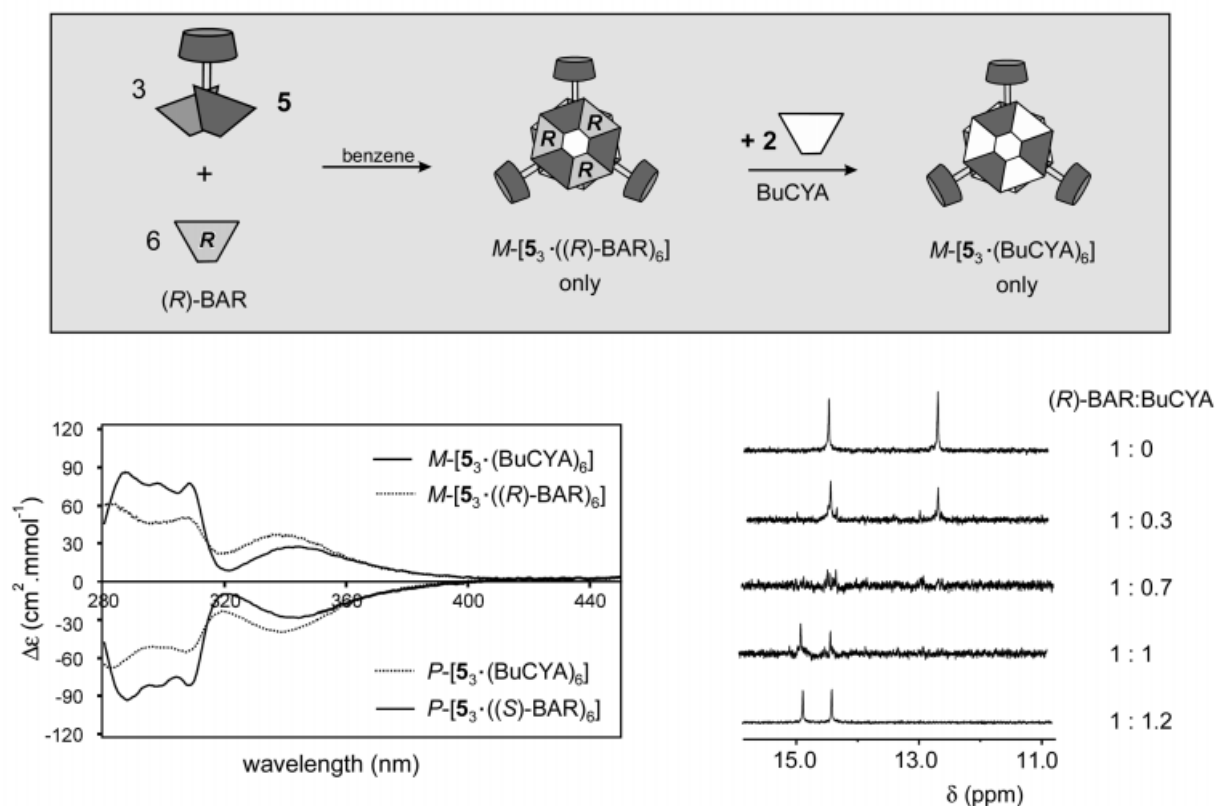 3
5
+
6
R
(R)-BAR
benzene
R
R
R
M-[5₃·((R)-BAR)₆]
only
+ 2
BuCYA
M-[5₃·(BuCYA)₆]
only
120
90
60
30
0
-30
-60
-90
-120
Δε (cm².mmol⁻¹)
280
320
360
400
440
wavelength (nm)
M-[5₃·(BuCYA)₆]
M-[5₃·((R)-BAR)₆]
P-[5₃·(BuCYA)₆]
P-[5₃·((S)-BAR)₆]
(R)-BAR:BuCYA
1 : 0
1 : 0.3
1 : 0.7
1 : 1
1 : 1.2
15.0
13.0
11.0
δ (ppm)